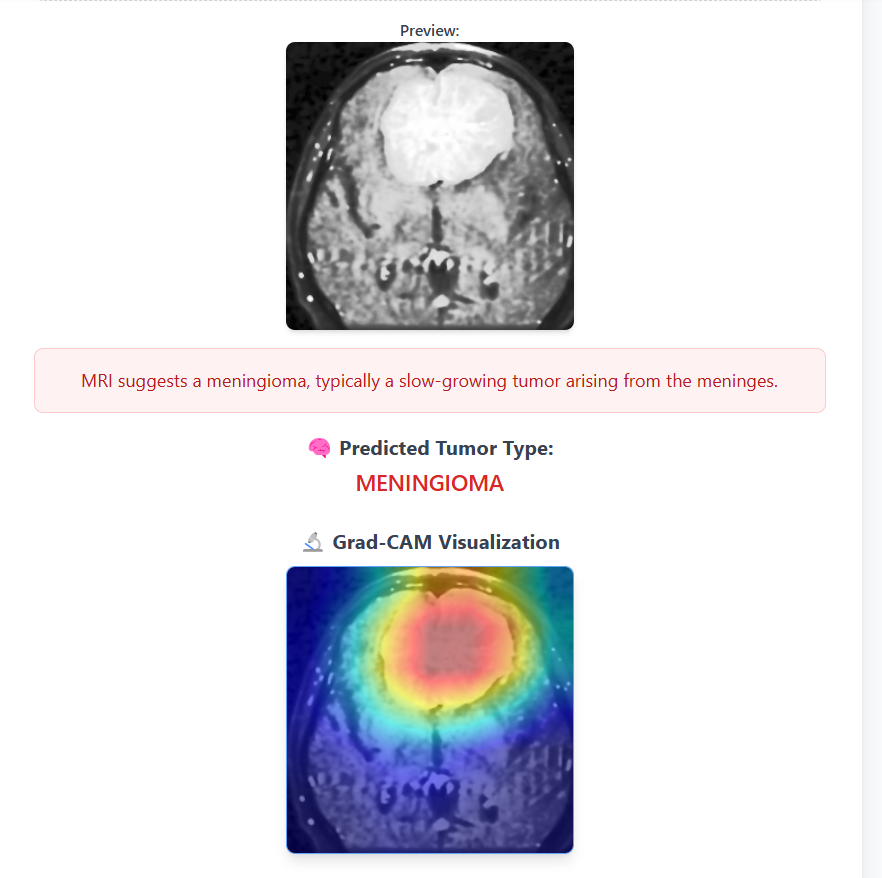 Preview:
MRI suggests a meningioma, typically a slow-growing tumor arising from the meninges.
🧠 Predicted Tumor Type:
MENINGIOMA
🔬 Grad-CAM Visualization